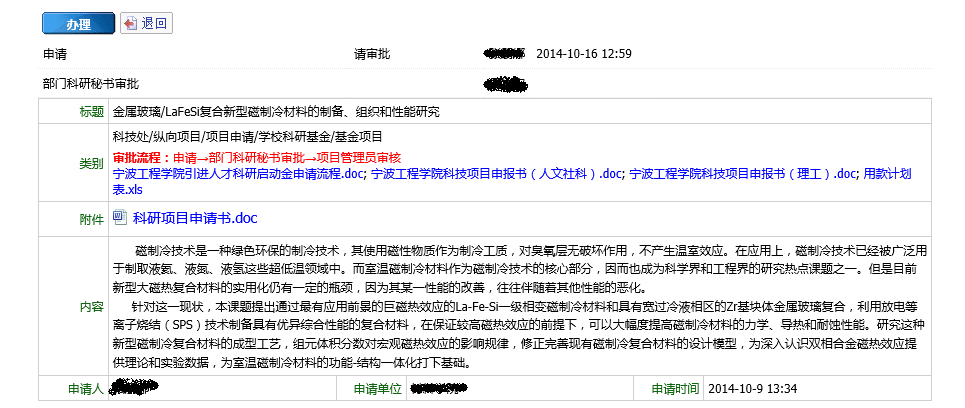 办理 退回
申请 请审批 2014-10-16 12:59
部门科研秘书审批
标题 金属玻璃/LaFeSi复合新型磁制冷材料的制备、组织和性能研究
科技处/纵向项目/项目申请/学校科研基金/基金项目
类别 审批流程：申请→部门科研秘书审批→项目管理员审核
宁波工程学院引进人才科研启动金申请流程.doc; 宁波工程学院科技项目申报书（人文社科）.doc; 宁波工程学院科技项目申报书（理工）.doc; 用款计划
表.xls
附件 科研项目申请书.doc
磁制冷技术是一种绿色环保的制冷技术，其使用磁性物质作为制冷工质，对臭氧层无破坏作用，不产生温室效应。在应用上，磁制冷技术已经被广泛用
于制取液氦、液氮、液氢这些超低温领域中。而室温磁制冷材料作为磁制冷技术的核心部分，因而也成为科学界和工程界的研究热点课题之一。但是目前
新型大磁热复合材料的实用化仍有一定的瓶颈，因为其某一性能的改善，往往伴随着其他性能的恶化。
内容 针对这一现状，本课题提出通过最有应用前景的巨磁热效应的La-Fe-Si一级相变磁制冷材料和具有宽过冷液相区的Zr基块体金属玻璃复合，利用放电等
离子烧结（SPS）技术制备具有优异综合性能的复合材料，在保证较高磁热效应的前提下，可以大幅度提高磁制冷材料的力学、导热和耐蚀性能。研究这种
新型磁制冷复合材料的成型工艺，组元体积分数对宏观磁热效应的影响规律，修正完善现有磁制冷复合材料的设计模型，为深入认识双相合金磁热效应提
供理论和实验数据，为室温磁制冷材料的功能-结构一体化打下基础。
申请人 申请单位 申请时间 2014-10-9 13:34